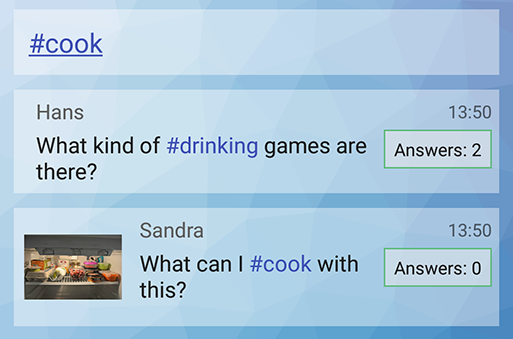 #cook
Hans
13:50
What kind of #drinking games are
there?
Answers: 2
Sandra
13:50
What can I #cook with
this?
Answers: 0